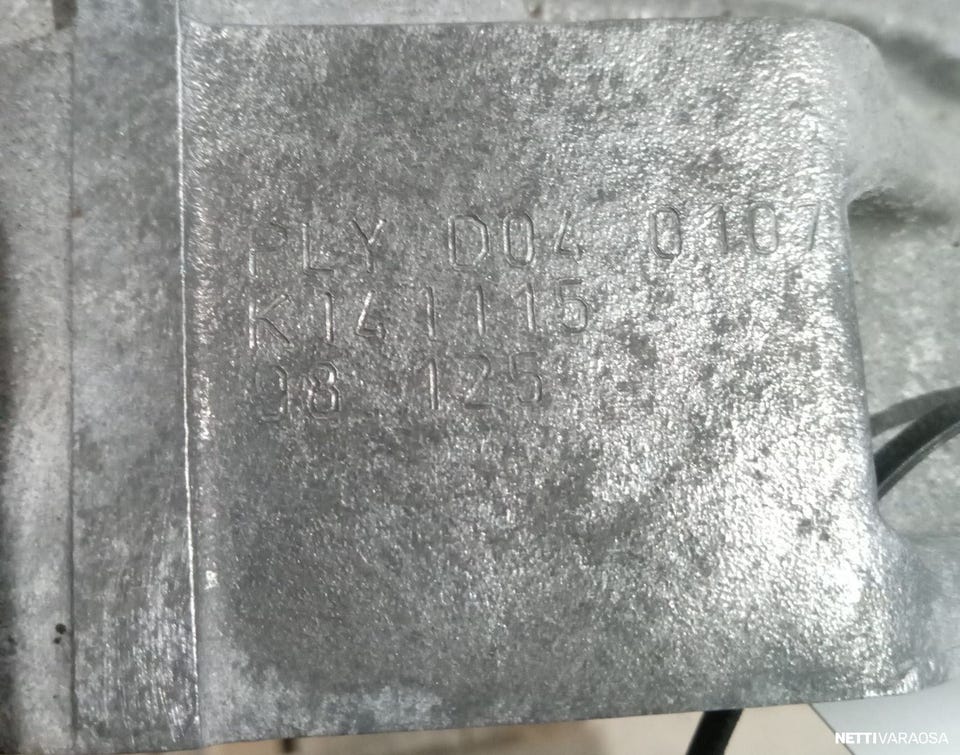 PLY D04 0107
K141115
98 125
NETTIVARAOSA